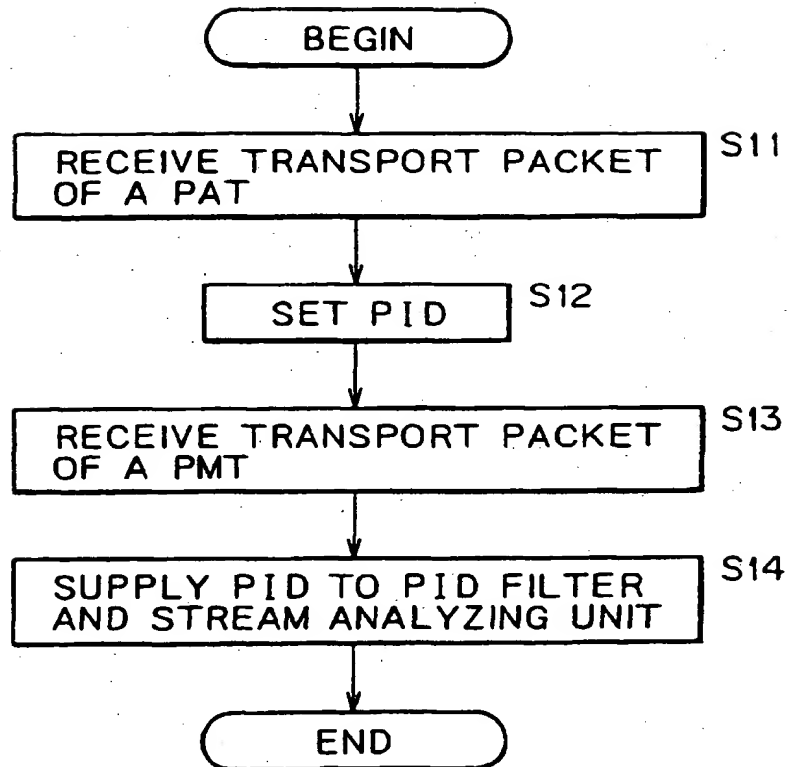 BEGIN
RECEIVE TRANSPORT PACKET
OF A PAT
S11
SET PID
S12
RECEIVE TRANSPORT PACKET
OF A PMT
S13
SUPPLY PID TO PID FILTER
AND STREAM ANALYZING UNIT
S14
END